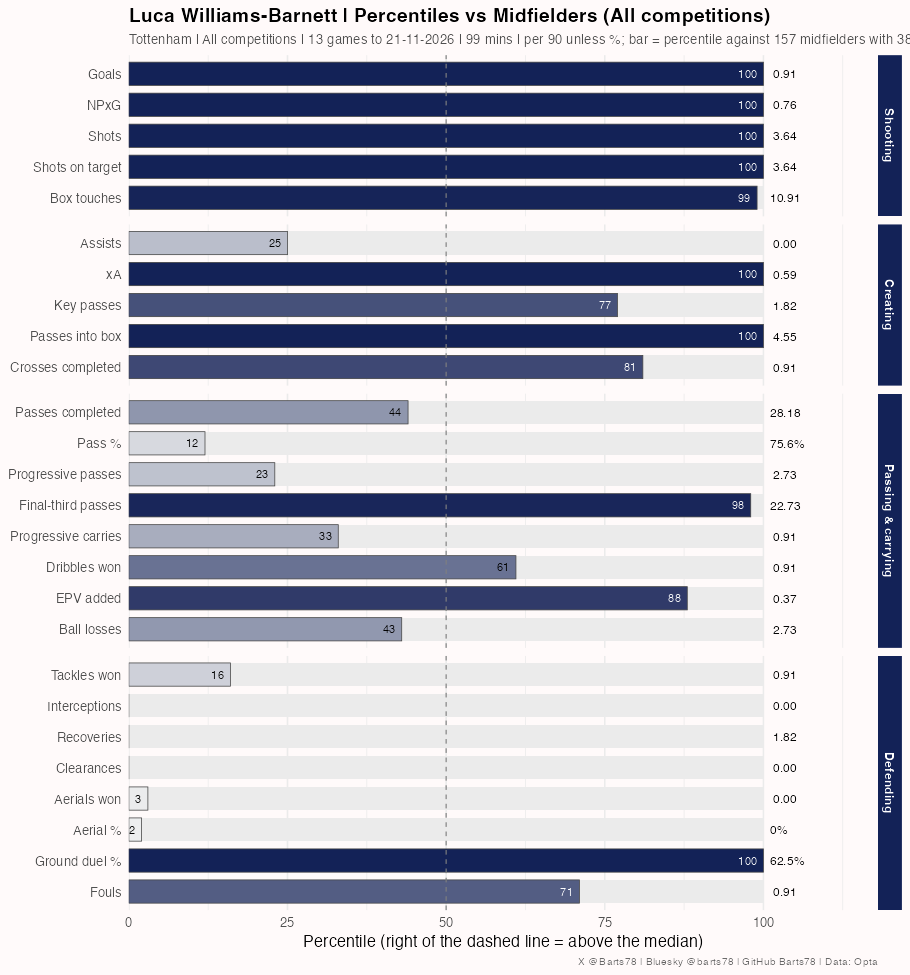 Luca Williams-Barnett | Percentiles vs Midfielders (All competitions)
Tottenham | All competitions | 13 games to 21-11-2026 | 99 mins | per 90 unless %; bar = percentile against 157 midfielders with 38
Goals 100 0.91
NPxG 100 0.76
Shots 100 3.64
Shots on target 100 3.64
Box touches 99 10.91
Shooting
Assists 25 0.00
xA 100 0.59
Key passes 77 1.82
Passes into box 100 4.55
Crosses completed 81 0.91
Creating
Passes completed 44 28.18
Pass % 12 75.6%
Progressive passes 23 2.73
Final-third passes 98 22.73
Progressive carries 33 0.91
Dribbles won 61 0.91
EPV added 88 0.37
Ball losses 43 2.73
Passing & carrying
Tackles won 16 0.91
Interceptions 0.00
Recoveries 1.82
Clearances 0.00
Aerials won 3 0.00
Aerial % 2 0%
Ground duel % 100 62.5%
Fouls 71 0.91
Defending
0 25 50 75 100
Percentile (right of the dashed line = above the median)
X @Barts78 | Bluesky @barts78 | GitHub Barts78 | Data: Opta